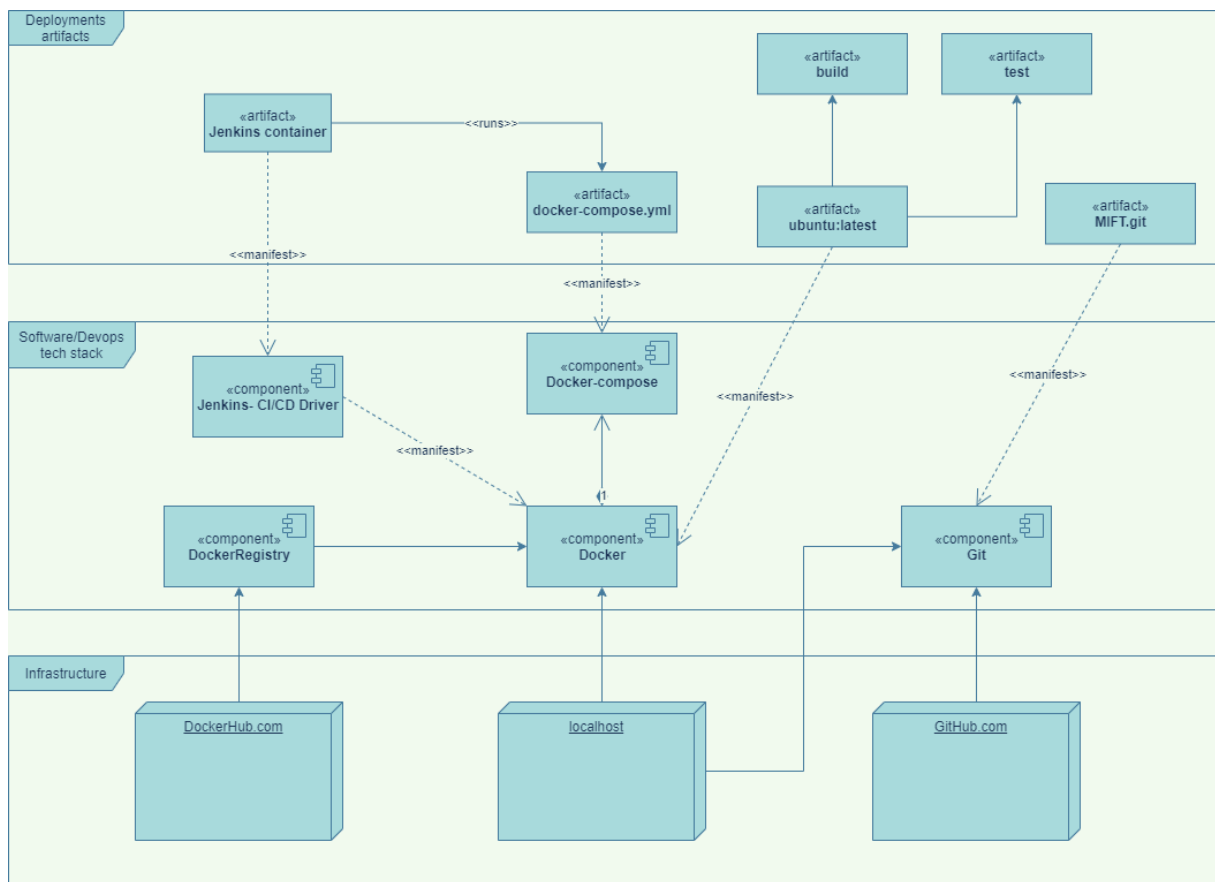 Deployments
artifacts
«artifact»
build
«artifact»
test
«artifact»
Jenkins container
<<runs>>
«artifact»
docker-compose.yml
«artifact»
ubuntu:latest
«artifact»
MIFT.git
<<manifest>>
<<manifest>>
Software/Devops
tech stack
«component»
Jenkins- CI/CD Driver
«component»
Docker-compose
<<manifest>>
<<manifest>>
<<manifest>>
1
«component»
DockerRegistry
«component»
Docker
«component»
Git
Infrastructure
DockerHub.com
localhost
GitHub.com